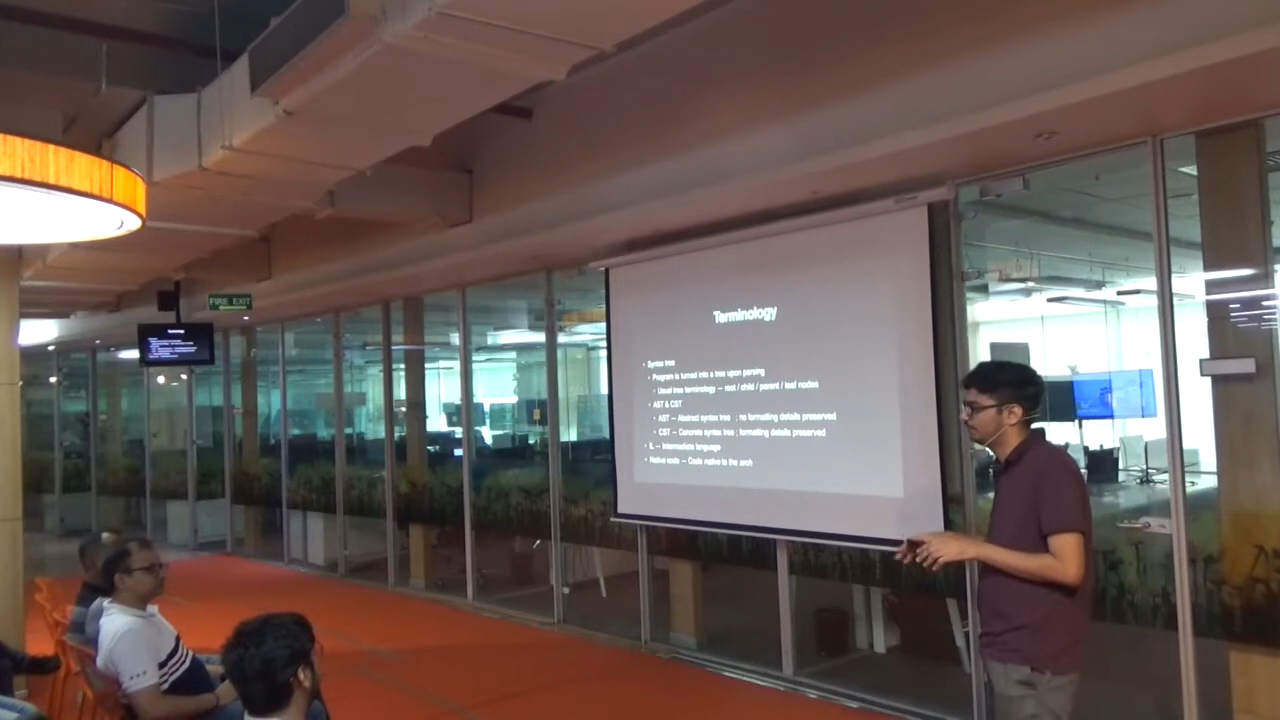 FIRE EXIT
Terminology
Terminology
• Syntax tree
• Program is turned into a tree upon parsing
• Usual tree terminology — root / child / parent / leaf nodes
• AST & CST
• AST — Abstract syntax tree ; no formatting details preserved
• CST — Concrete syntax tree ; formatting details preserved
• IL — Intermediate language
• Native code — Code native to the arch